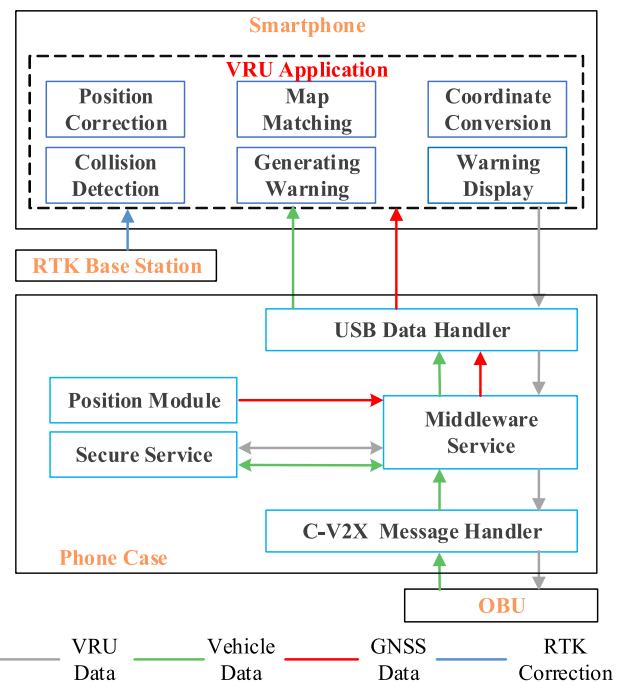 Smartphone
VRU Application
Position
Correction
Map
Matching
Coordinate
Conversion
Collision
Detection
Generating
Warning
Warning
Display
RTK Base Station
USB Data Handler
Position Module
Middleware
Service
Secure Service
C-V2X Message Handler
Phone Case
OBU
VRU
Data
Vehicle
Data
GNSS
Data
RTK
Correction